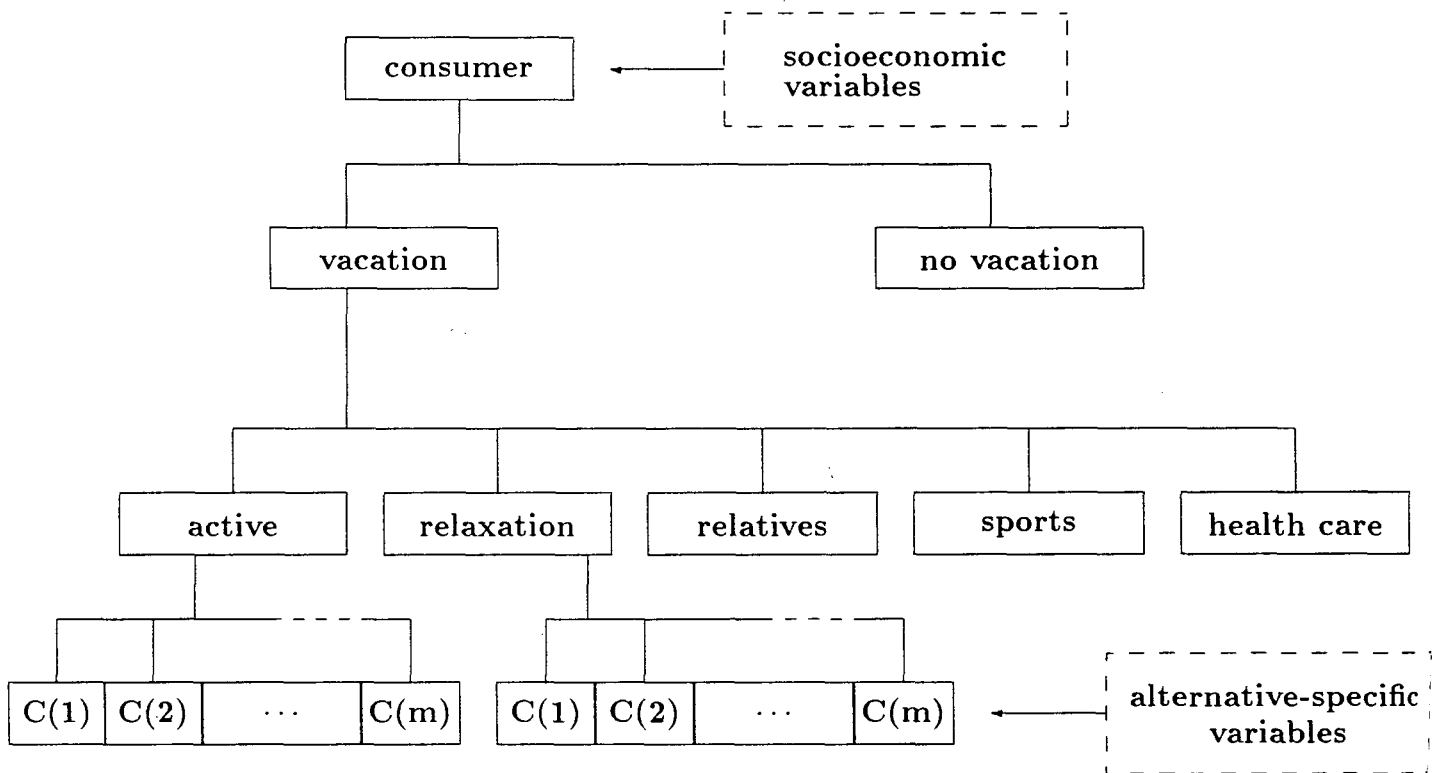 consumer
socioeconomic
variables
vacation
no vacation
active
relaxation
relatives
sports
health care
C(1) C(2) ··· C(m)
C(1) C(2) ··· C(m)
alternative-specific
variables